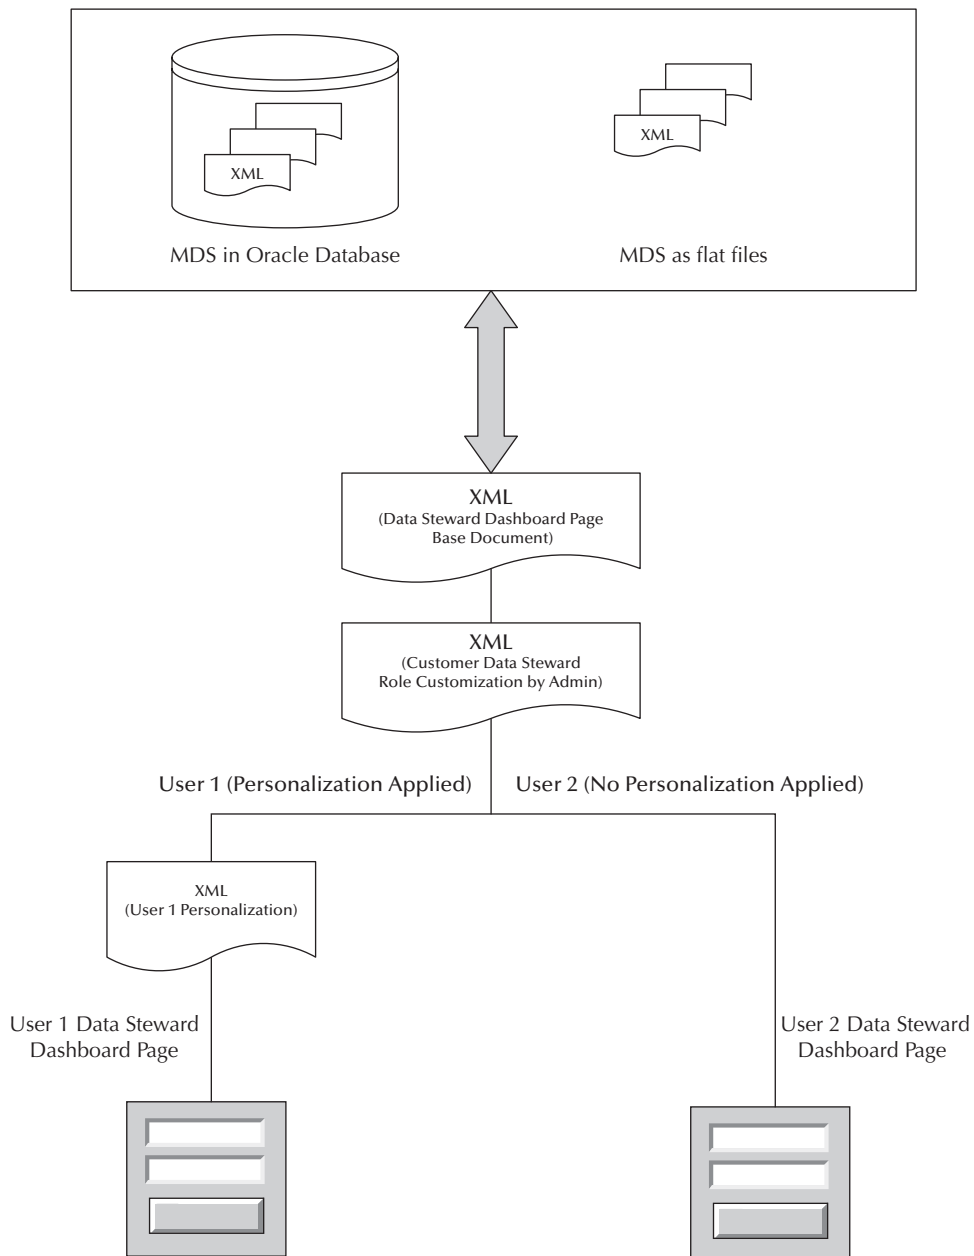 XML
XML
MDS in Oracle Database
MDS as flat files
XML
(Data Steward Dashboard Page
Base Document)
XML
(Customer Data Steward
Role Customization by Admin)
User 1 (Personalization Applied)
User 2 (No Personalization Applied)
XML
(User 1 Personalization)
User 1 Data Steward
Dashboard Page
User 2 Data Steward
Dashboard Page